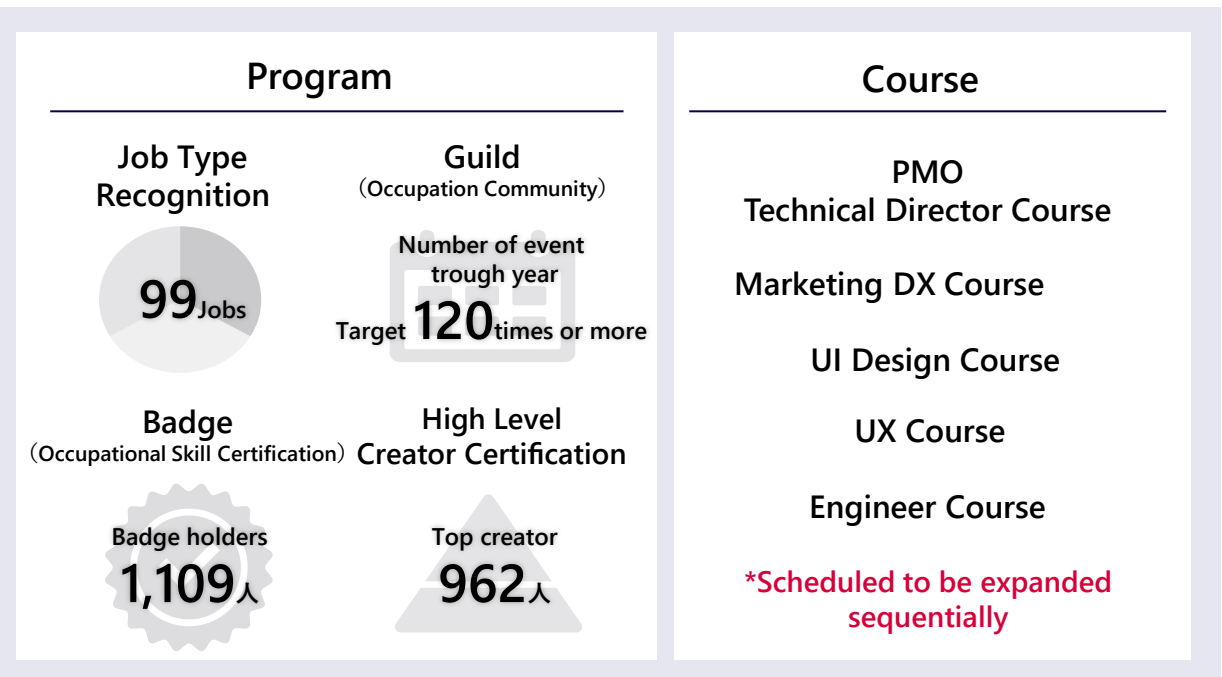 Program
Job Type
Recognition
99Jobs
Guild
（Occupation Community）
Number of event
trough year
Target 120times or more
Badge
（Occupational Skill Certification）
Badge holders
1,109人
High Level
Creator Certification
Top creator
962人
Course
PMO
Technical Director Course
Marketing DX Course
UI Design Course
UX Course
Engineer Course
*Scheduled to be expanded
sequentially